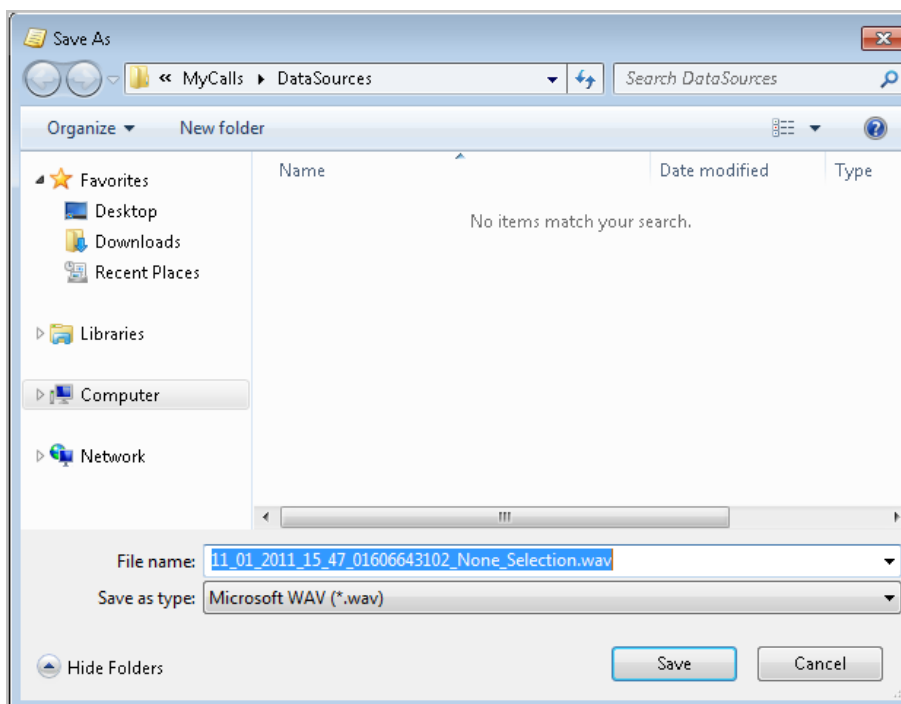 Save As
« MyCalls DataSources Search DataSources
Organize New folder
Name Date modified Type
No items match your search.
Favorites
Desktop
Downloads
Recent Places
Libraries
Computer
Network
File name: 11_01_2011_15_47_01606643102_None_Selection.wav
Save as type: Microsoft WAV (*.wav)
Hide Folders Save Cancel